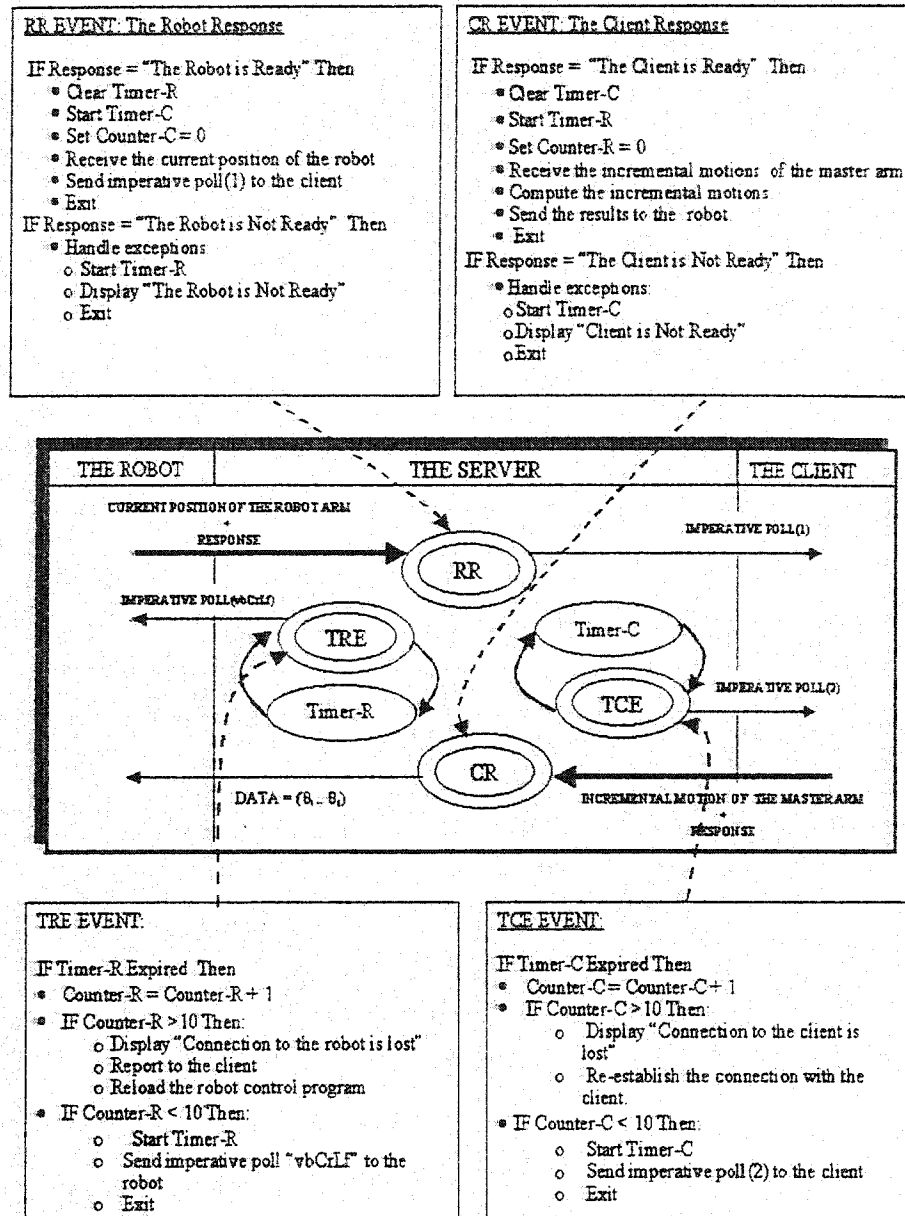 RR EVENT: The Robot Response
IF Response = "The Robot is Ready" Then
• Clear Timer-R
• Start Timer-C
• Set Counter-C = 0
• Receive the current position of the robot
• Send imperative poll(1) to the client
• Exit
IF Response = "The Robot is Not Ready" Then
• Handle exceptions
o Start Timer-R
o Display "The Robot is Not Ready"
o Exit
CR EVENT: The Client Response
IF Response = "The Client is Ready" Then
• Clear Timer-C
• Start Timer-R
• Set Counter-R = 0
• Receive the incremental motions of the master arm
• Compute the incremental motions
• Send the results to the robot
• Exit
IF Response = "The Client is Not Ready" Then
• Handle exceptions:
o Start Timer-C
o Display "Client is Not Ready"
o Exit
THE ROBOT
THE SERVER
THE CLIENT
CURRENT POSITION OF THE ROBOT ARM
+
RESPONSE
IMPERATIVE POLL(1)
RR
IMPERATIVE POLL(vbCrLf)
TRE
Timer-C
Timer-R
TCE
IMPERATIVE POLL(2)
CR
INCREMENTAL MOTION OF THE MASTER ARM
+
RESPONSE
DATA =
TRE EVENT:
IF Timer-R Expired Then
• Counter-R = Counter-R + 1
• IF Counter-R > 10 Then:
o Display "Connection to the robot is lost"
o Report to the client
o Reload the robot control program
• IF Counter-R < 10 Then:
o Start Timer-R
o Send imperative poll "vbCrLf" to the
robot
o Exit
TCE EVENT:
IF Timer-C Expired Then
• Counter-C = Counter-C + 1
• IF Counter-C > 10 Then:
o Display "Connection to the client is
lost"
o Re-establish the connection with the
client.
• IF Counter-C < 10 Then:
o Start Timer-C
o Send imperative poll (2) to the client
o Exit